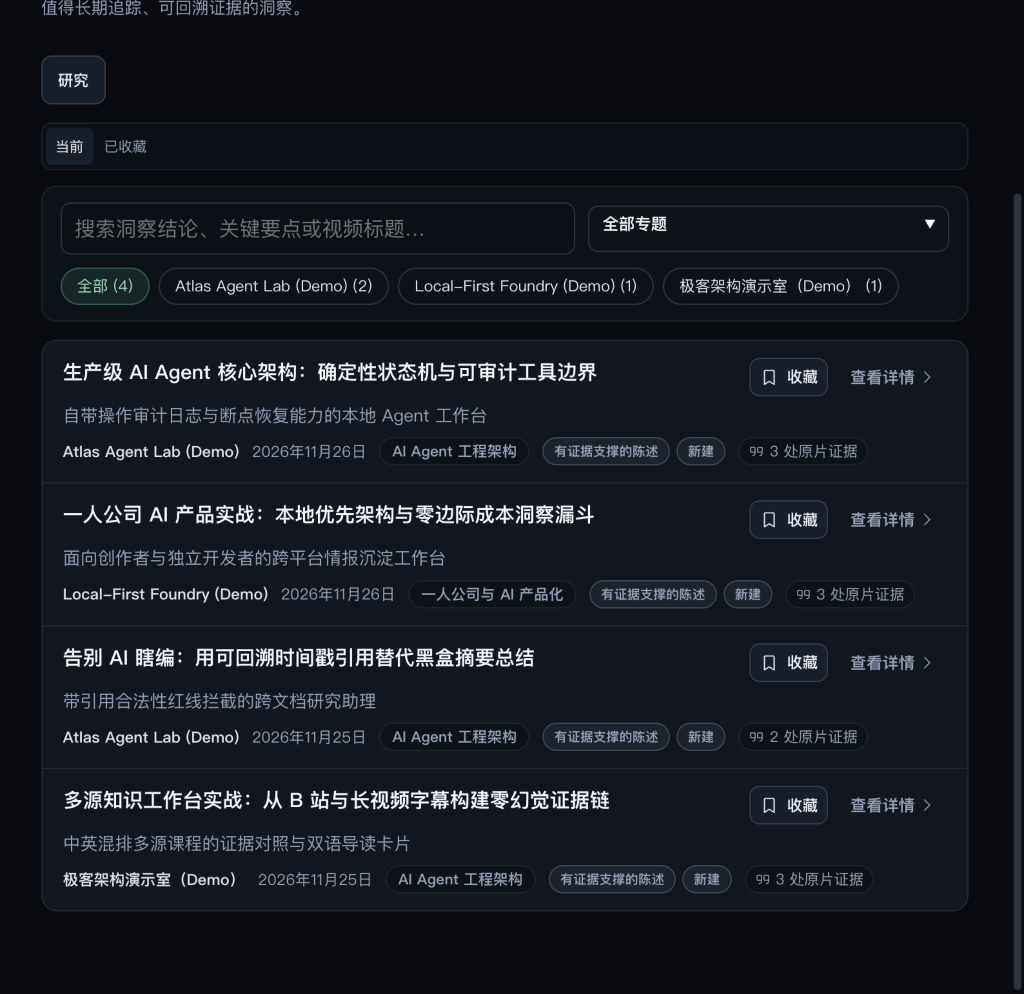 值得长期追踪、可回溯证据的洞察。
研究
当前 已收藏
搜索洞察结论、关键要点或视频标题…
全部专题 ▼
全部 (4) Atlas Agent Lab (Demo) (2) Local-First Foundry (Demo) (1) 极客架构演示室（Demo） (1)
生产级 AI Agent 核心架构：确定性状态机与可审计工具边界 收藏 查看详情
自带操作审计日志与断点恢复能力的本地 Agent 工作台
Atlas Agent Lab (Demo) 2026年11月26日 AI Agent 工程架构 有证据支撑的陈述 新建 3 处原片证据
一人公司 AI 产品实战：本地优先架构与零边际成本洞察漏斗 收藏 查看详情
面向创作者与独立开发者的跨平台情报沉淀工作台
Local-First Foundry (Demo) 2026年11月26日 一人公司与 AI 产品化 有证据支撑的陈述 新建 3 处原片证据
告别 AI 瞎编：用可回溯时间戳引用替代黑盒摘要总结 收藏 查看详情
带引用合法性红线拦截的跨文档研究助理
Atlas Agent Lab (Demo) 2026年11月25日 AI Agent 工程架构 有证据支撑的陈述 新建 2 处原片证据
多源知识工作台实战：从 B 站与长视频字幕构建零幻觉证据链 收藏 查看详情
中英混排多源课程的证据对照与双语导读卡片
极客架构演示室（Demo） 2026年11月25日 AI Agent 工程架构 有证据支撑的陈述 新建 3 处原片证据